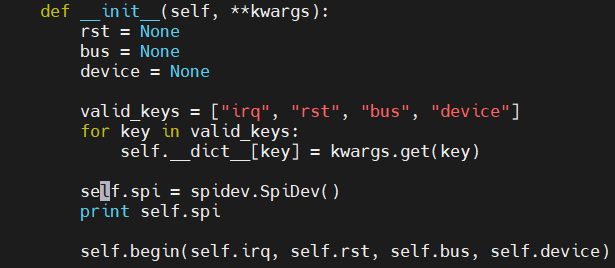 def __init__(self, **kwargs):
rst = None
bus = None
device = None
valid_keys = ["irq", "rst", "bus", "device"]
for key in valid_keys:
self.__dict__[key] = kwargs.get(key)
self.spi = spidev.SpiDev()
print self.spi
self.begin(self.irq, self.rst, self.bus, self.device)